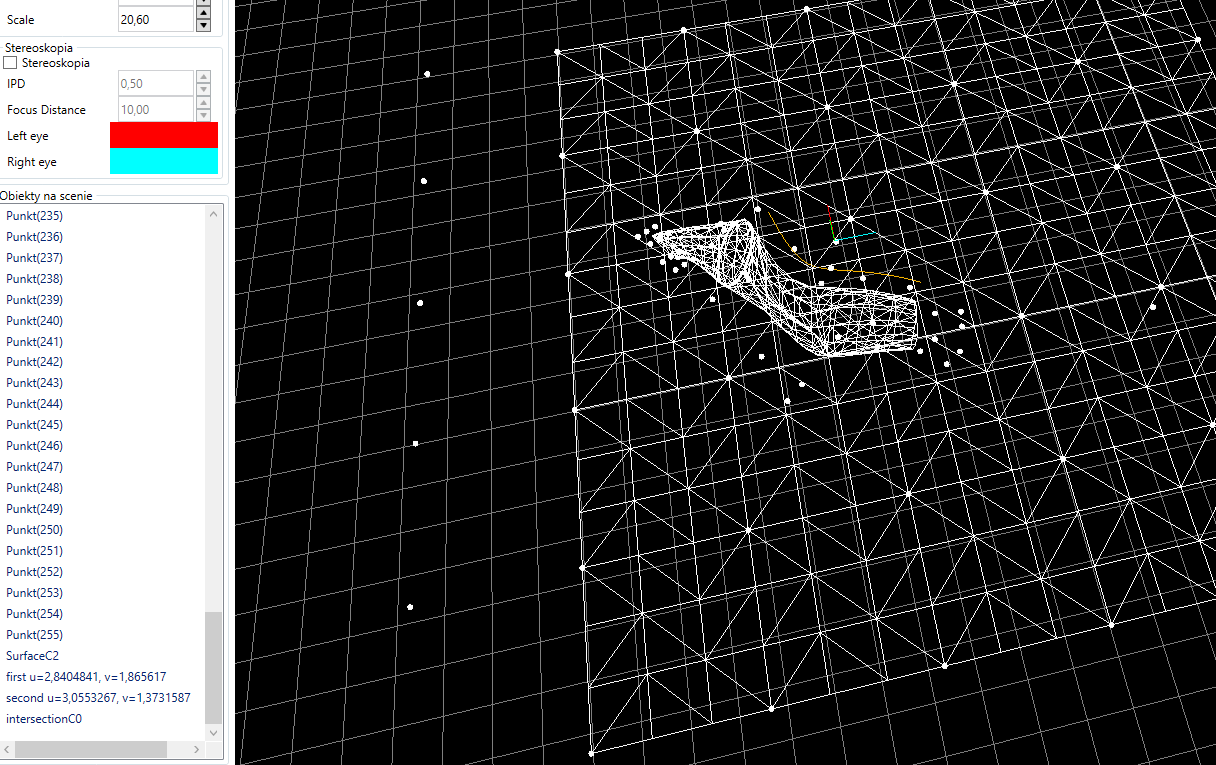 Scale 20,60
Stereoskopia
Stereoskopia
IPD 0,50
Focus Distance 10,00
Left eye
Right eye
Obiekty na scenie
Punkt(235)
Punkt(236)
Punkt(237)
Punkt(238)
Punkt(239)
Punkt(240)
Punkt(241)
Punkt(242)
Punkt(243)
Punkt(244)
Punkt(245)
Punkt(246)
Punkt(247)
Punkt(248)
Punkt(249)
Punkt(250)
Punkt(251)
Punkt(252)
Punkt(253)
Punkt(254)
Punkt(255)
SurfaceC2
first u=2,8404841, v=1,865617
second u=3,0553267, v=1,3731587
intersectionC0